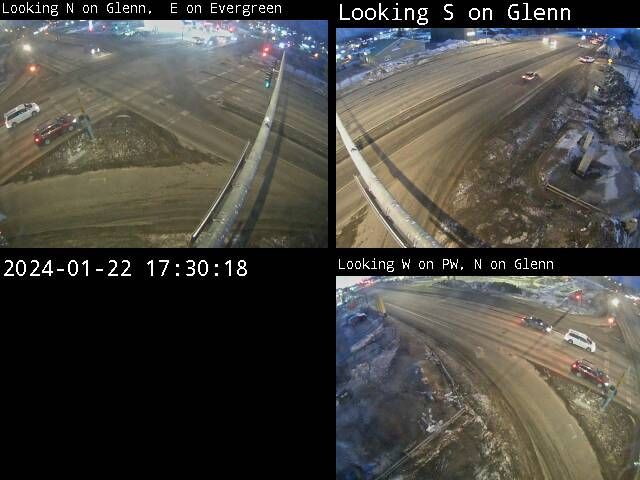 Looking N on Glenn,  E on Evergreen
Looking S on Glenn
2024-01-22 17:30:18
Looking W on PW, N on Glenn